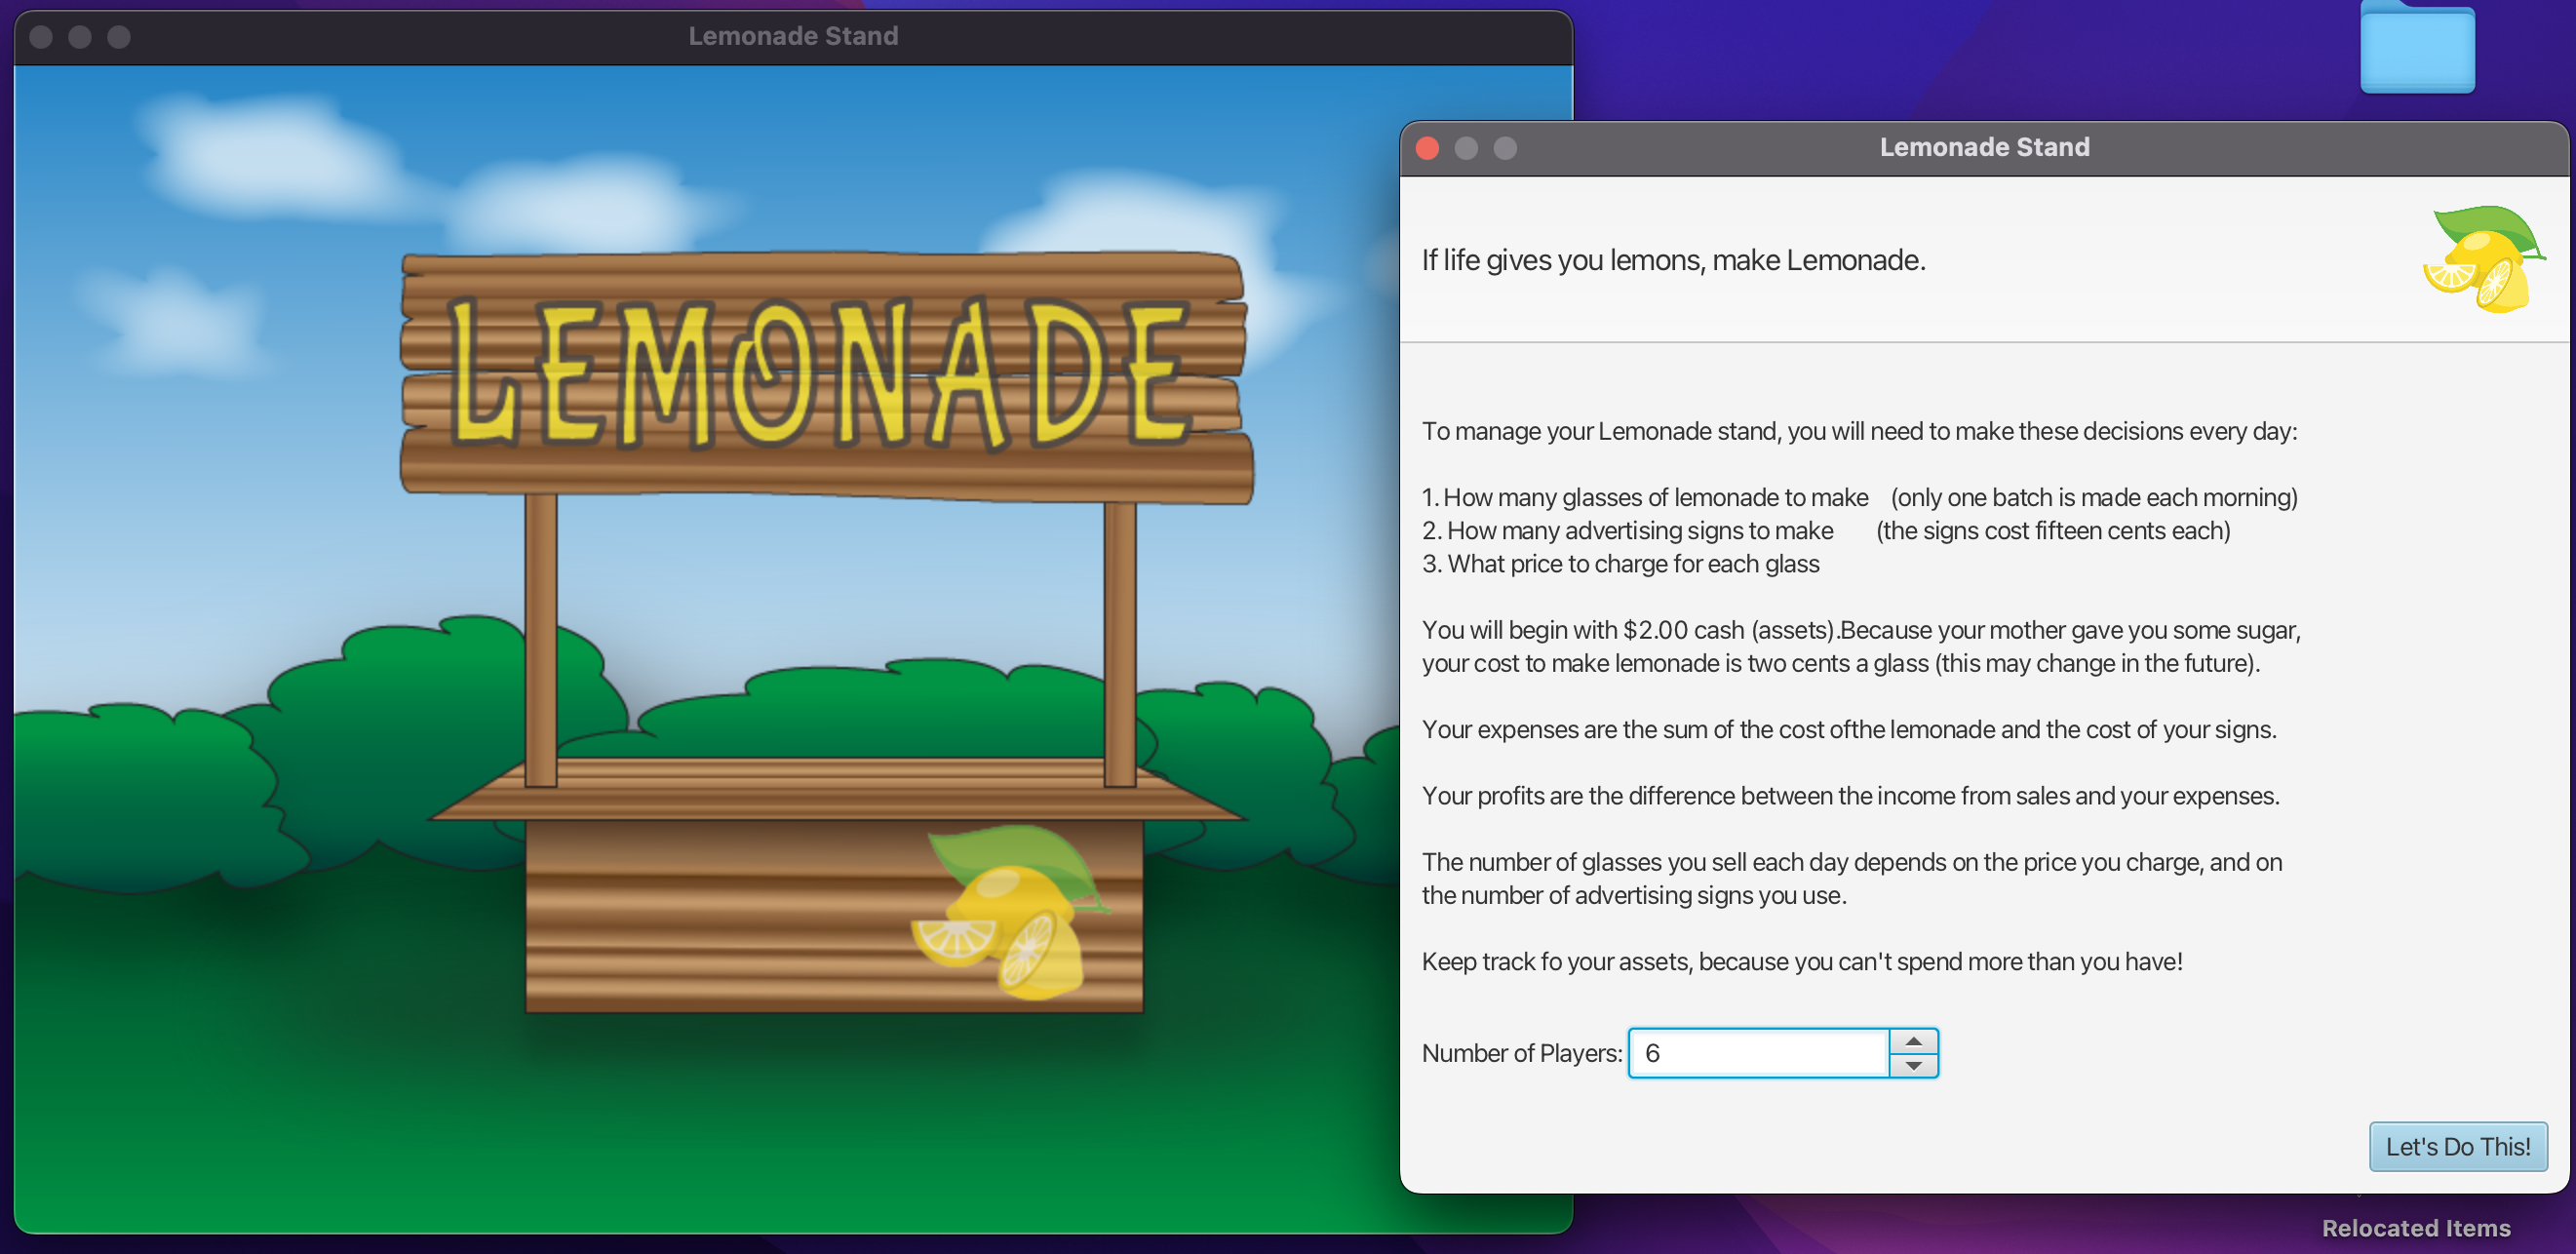 Lemonade Stand
LEMONADE
Lemonade Stand
If life gives you lemons, make Lemonade.
To manage your Lemonade stand, you will need to make these decisions every day:
1. How many glasses of lemonade to make (only one batch is made each morning)
2. How many advertising signs to make (the signs cost fifteen cents each)
3. What price to charge for each glass
You will begin with $2.00 cash (assets).Because your mother gave you some sugar,
your cost to make lemonade is two cents a glass (this may change in the future).
Your expenses are the sum of the cost ofthe lemonade and the cost of your signs.
Your profits are the difference between the income from sales and your expenses.
The number of glasses you sell each day depends on the price you charge, and on
the number of advertising signs you use.
Keep track fo your assets, because you can't spend more than you have!
Number of Players: 6
Let's Do This!
Relocated Items